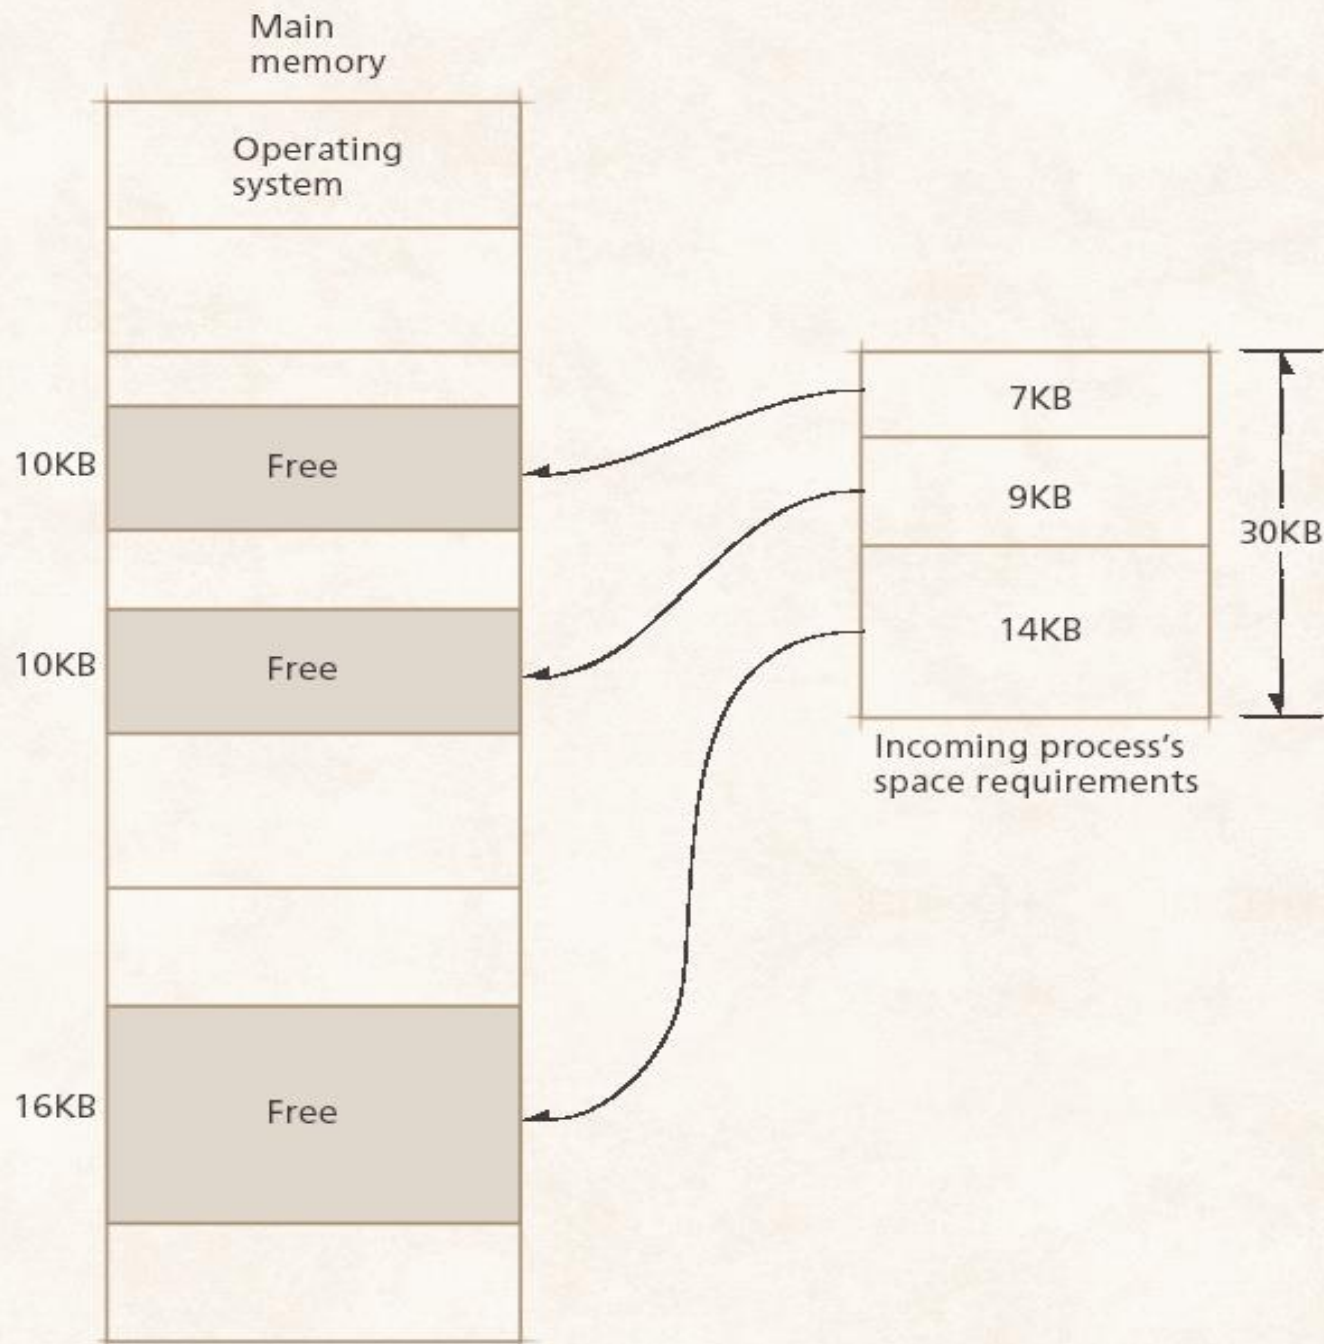 Main
memory
Operating
system
10KB
Free
10KB
Free
16KB
Free
7KB
9KB
14KB
30KB
Incoming process's
space requirements